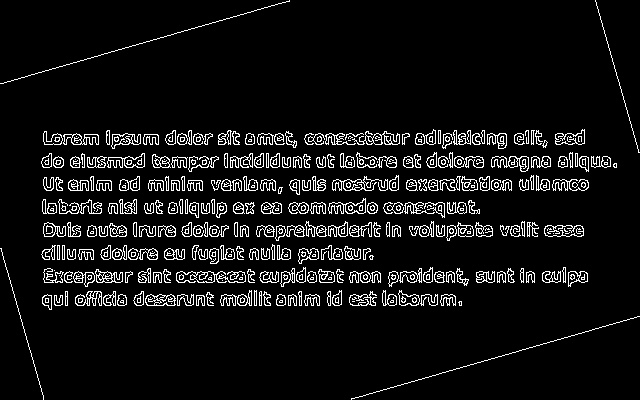 Lorem ipsum dolor sit amet, consectetur adipisicing elit, sed
do eiusmod tempor incididunt ut labore et dolore magna aliqua.
Ut enim ad minim veniam, quis nostrud exercitation ullamco
laboris nisi ut aliquip ex ea commodo consequat.
Duis aute irure dolor in reprehenderit in voluptate velit esse
cillum dolore eu fugiat nulla pariatur.
Excepteur sint occaecat cupidatat non proident, sunt in culpa
qui officia deserunt mollit anim id est laborum.